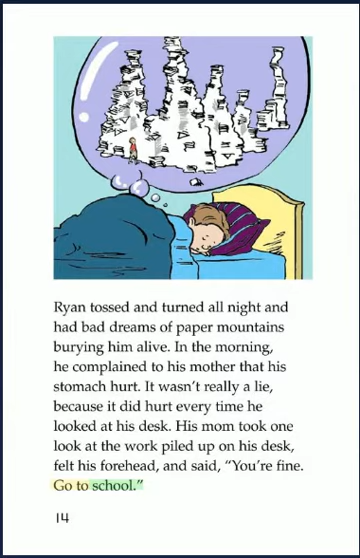 Ryan tossed and turned all night and
had bad dreams of paper mountains
burying him alive. In the morning,
he complained to his mother that his
stomach hurt. It wasn’t really a lie,
because it did hurt every time he
looked at his desk. His mom took one
look at the work piled up on his desk,
felt his forehead, and said, “You’re fine.
Go to school.”
14